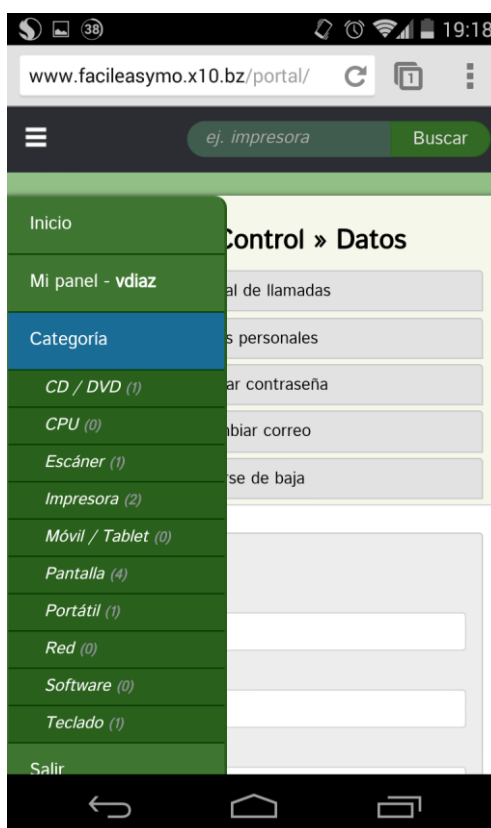 38
19:18
www.facileasymo.x10.bz/portal/
1
ej. impresora
Buscar
Inicio
Control » Datos
Mi panel - vdiaz
al de llamadas
Categoría
s personales
CD / DVD (1)
ar contraseña
CPU (0)
biar correo
Escáner (1)
rse de baja
Impresora (2)
Móvil / Tablet (0)
Pantalla (4)
Portátil (1)
Red (0)
Software (0)
Teclado (1)
Salir